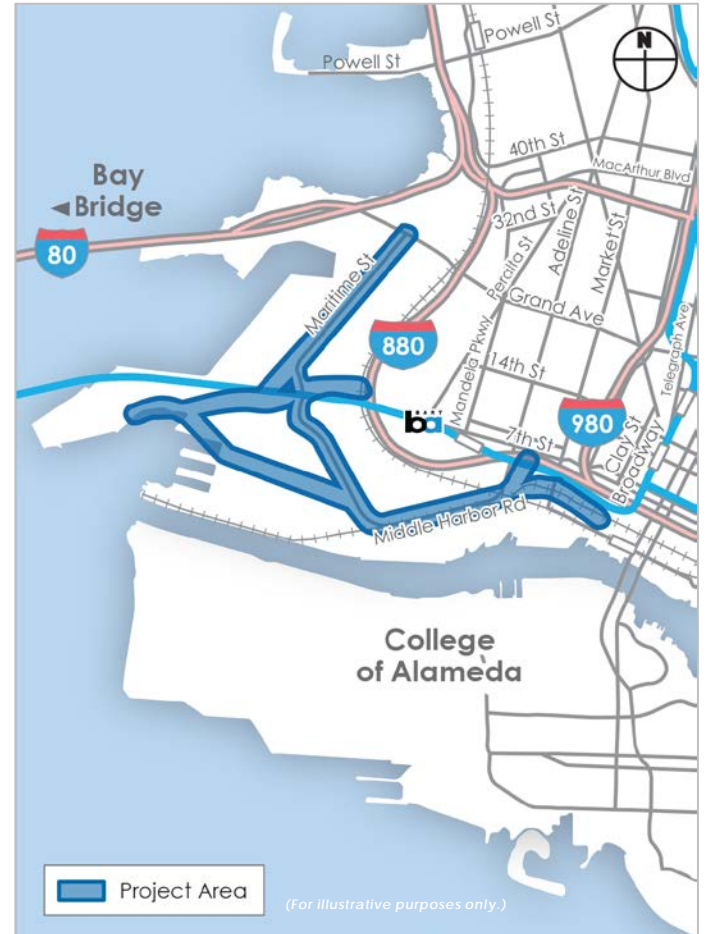 Powell St
Powell St
N
40th St
MacArthur Blvd
Bay
Bridge
80
32nd St
Peralta St
Adeline St
Market St
Maritime St
Grand Ave
880
14th St
Telegraph Ave
Mandela Pkwy
BART
ba
980
7th St
Clay St
Broadway
Middle Harbor Rd
College
of Alameda
Project Area
(For illustrative purposes only.)